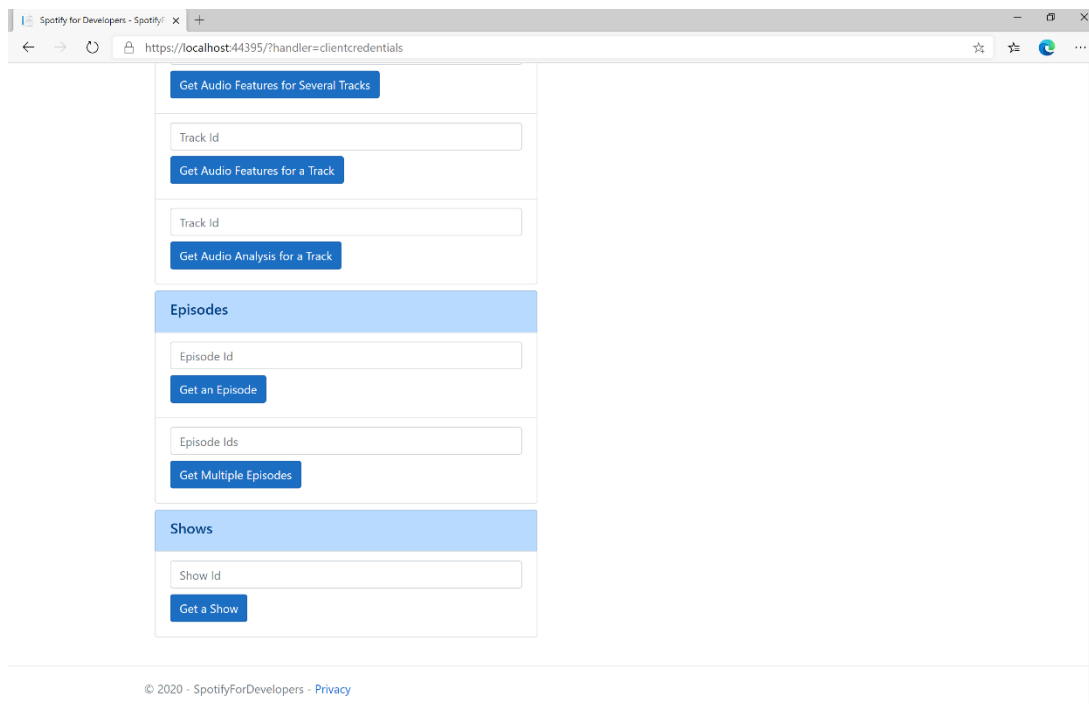 Spotify for Developers - Spotify
https://localhost:44395/?handler=clientcredentials
Get Audio Features for Several Tracks
Track Id
Get Audio Features for a Track
Track Id
Get Audio Analysis for a Track
Episodes
Episode Id
Get an Episode
Episode Ids
Get Multiple Episodes
Shows
Show Id
Get a Show
© 2020 - SpotifyForDevelopers - Privacy